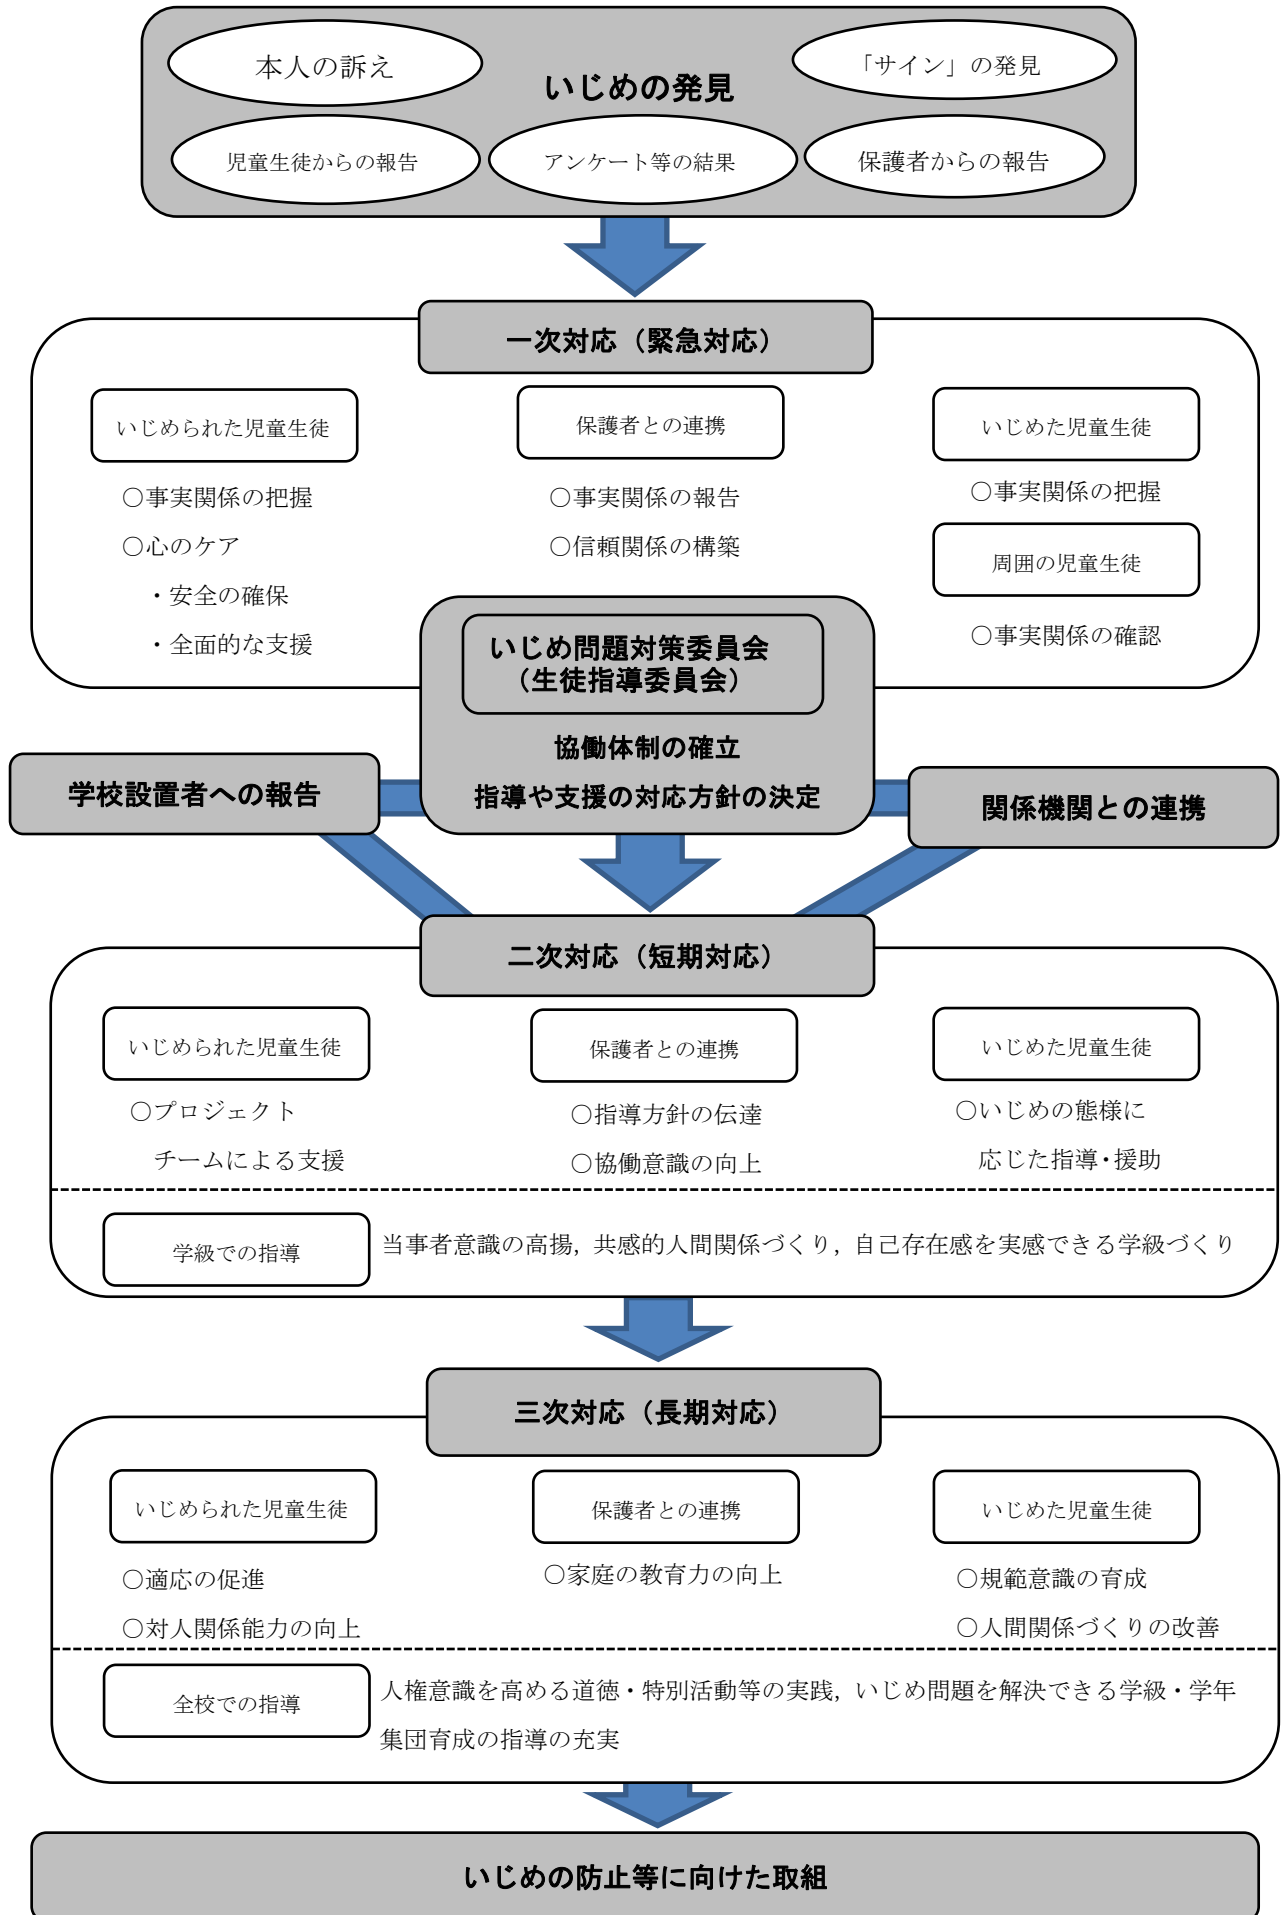 本人の訴え
「サイン」の発見
いじめの発見
児童生徒からの報告
アンケート等の結果
保護者からの報告
一次対応（緊急対応）
いじめられた児童生徒
○事実関係の把握
○心のケア
・安全の確保
・全面的な支援
保護者との連携
○事実関係の報告
○信頼関係の構築
いじめた児童生徒
○事実関係の把握
周囲の児童生徒
○事実関係の確認
いじめ問題対策委員会
（生徒指導委員会）
協働体制の確立
指導や支援の対応方針の決定
学校設置者への報告
関係機関との連携
二次対応（短期対応）
いじめられた児童生徒
○プロジェクト
チームによる支援
保護者との連携
○指導方針の伝達
○協働意識の向上
いじめた児童生徒
○いじめの態様に
応じた指導・援助
学級での指導
当事者意識の高揚，共感的人間関係づくり，自己存在感を実感できる学級づくり
三次対応（長期対応）
いじめられた児童生徒
○適応の促進
○対人関係能力の向上
保護者との連携
○家庭の教育力の向上
いじめた児童生徒
○規範意識の育成
○人間関係づくりの改善
全校での指導
人権意識を高める道徳・特別活動等の実践，いじめ問題を解決できる学級・学年
集団育成の指導の充実
いじめの防止等に向けた取組